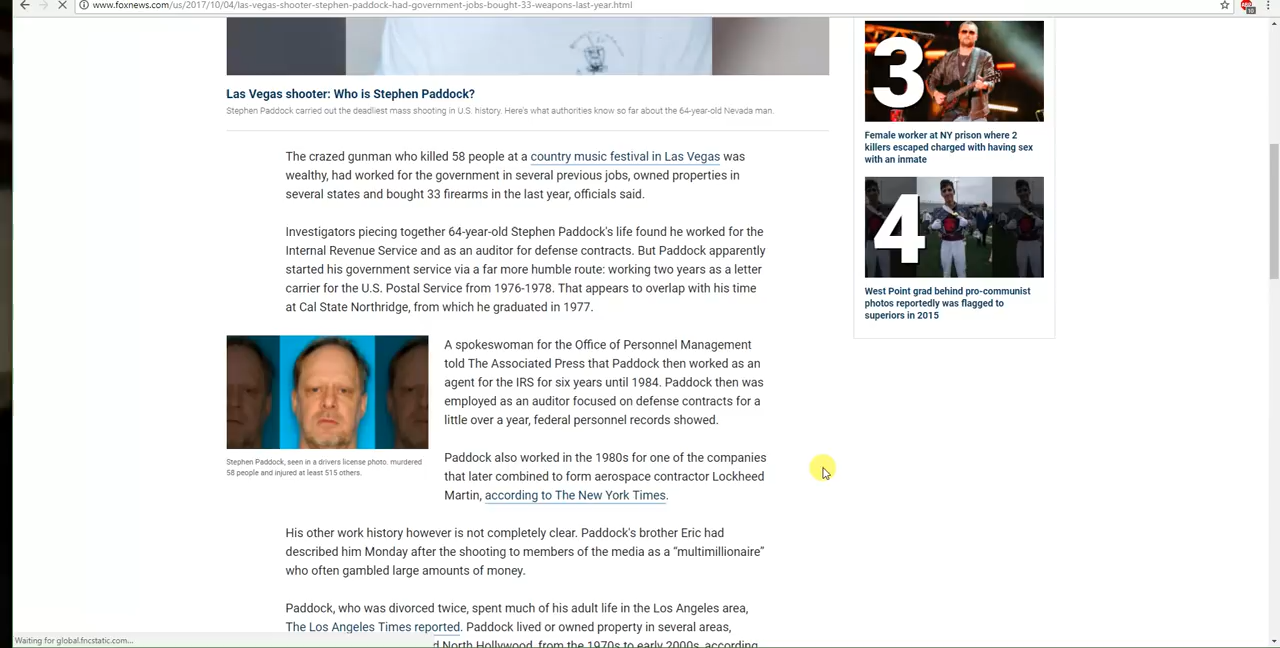 www.foxnews.com/us/2017/10/04/las-vegas-shooter-stephen-paddock-had-government-jobs-bought-33-weapons-last-year.html
Las Vegas shooter: Who is Stephen Paddock?
Stephen Paddock carried out the deadliest mass shooting in U.S. history. Here's what authorities know so far about the 64-year-old Nevada man.
The crazed gunman who killed 58 people at a country music festival in Las Vegas was
wealthy, had worked for the government in several previous jobs, owned properties in
several states and bought 33 firearms in the last year, officials said.
Investigators piecing together 64-year-old Stephen Paddock's life found he worked for the
Internal Revenue Service and as an auditor for defense contracts. But Paddock apparently
started his government service via a far more humble route: working two years as a letter
carrier for the U.S. Postal Service from 1976-1978. That appears to overlap with his time
at Cal State Northridge, from which he graduated in 1977.
Stephen Paddock, seen in a drivers license photo. murdered
58 people and injured at least 515 others.
A spokeswoman for the Office of Personnel Management
told The Associated Press that Paddock then worked as an
agent for the IRS for six years until 1984. Paddock then was
employed as an auditor focused on defense contracts for a
little over a year, federal personnel records showed.
Paddock also worked in the 1980s for one of the companies
that later combined to form aerospace contractor Lockheed
Martin, according to The New York Times.
His other work history however is not completely clear. Paddock's brother Eric had
described him Monday after the shooting to members of the media as a “multimillionaire”
who often gambled large amounts of money.
Paddock, who was divorced twice, spent much of his adult life in the Los Angeles area,
The Los Angeles Times reported. Paddock lived or owned property in several areas,
North Hollywood, from the 1970s to early 2000s, according
3
Female worker at NY prison where 2
killers escaped charged with having sex
with an inmate
4
West Point grad behind pro-communist
photos reportedly was flagged to
superiors in 2015
Waiting for global.fncstatic.com...